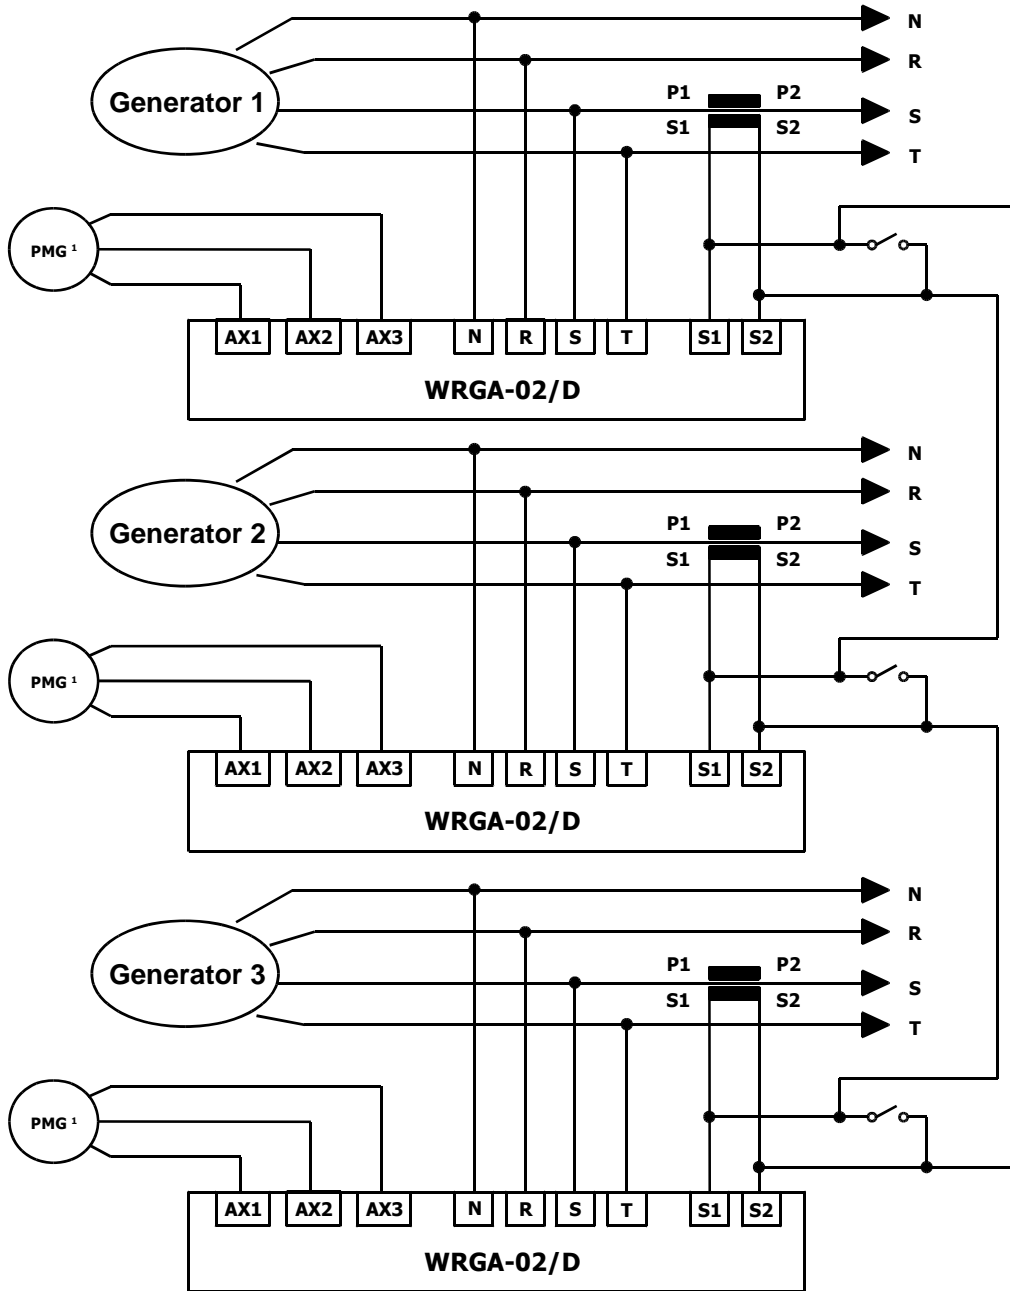 N
R
Generator 1
P1 P2
S
S1 S2
T
PMG ¹
AX1 AX2 AX3 N R S T S1 S2
WRGA-02/D
N
R
Generator 2
P1 P2
S
S1 S2
T
PMG ¹
AX1 AX2 AX3 N R S T S1 S2
WRGA-02/D
N
R
Generator 3
P1 P2
S
S1 S2
T
PMG ¹
AX1 AX2 AX3 N R S T S1 S2
WRGA-02/D